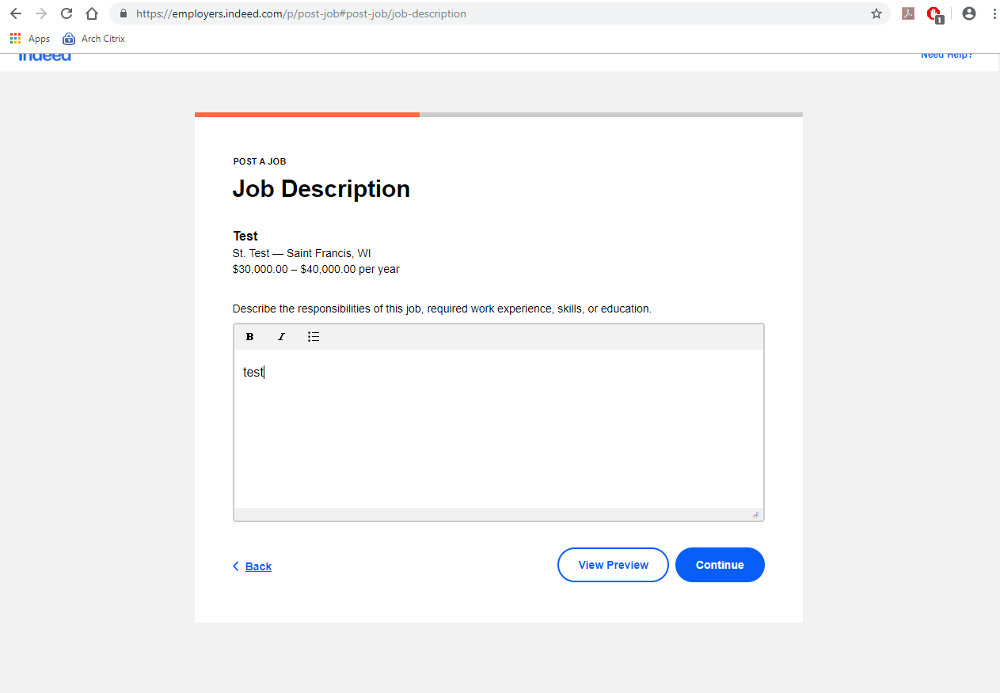 https://employers.indeed.com/p/post-job#post-job/job-description
1
Apps Arch Citrix
indeed Need Help?
POST A JOB
Job Description
Test
St. Test — Saint Francis, WI
$30,000.00 – $40,000.00 per year
Describe the responsibilities of this job, required work experience, skills, or education.
B I
test
Back View Preview Continue